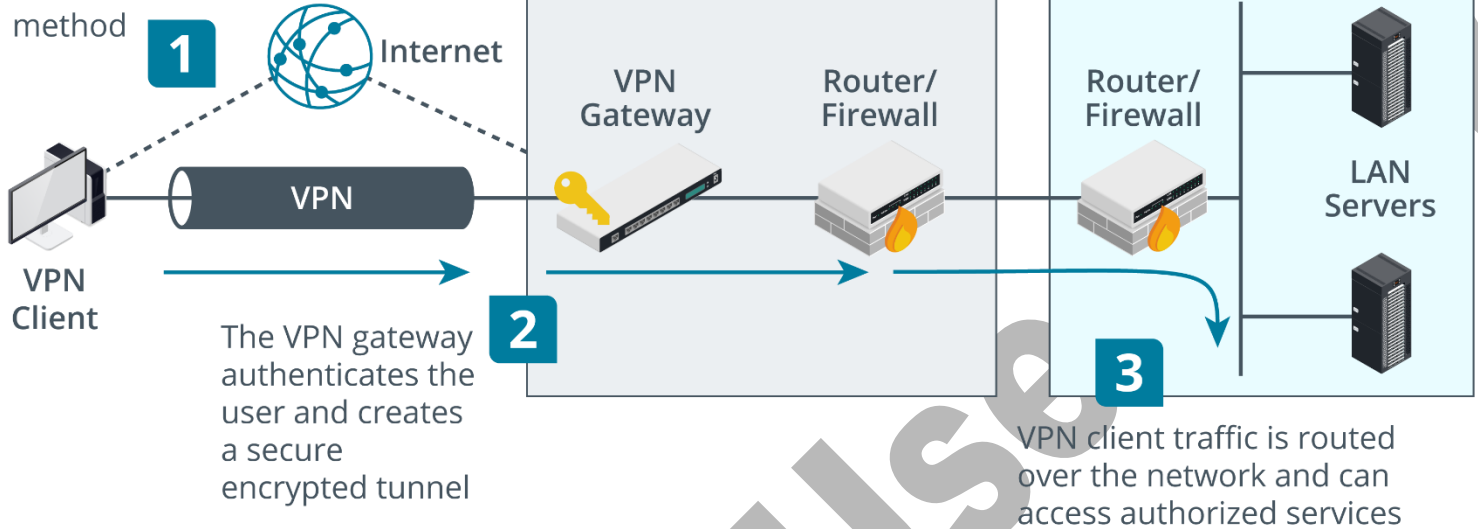 method
1
Internet
VPN
Gateway
Router/
Firewall
Router/
Firewall
LAN
Servers
VPN
VPN
Client
The VPN gateway
authenticates the
user and creates
a secure
encrypted tunnel
2
3
VPN client traffic is routed
over the network and can
access authorized services
Use